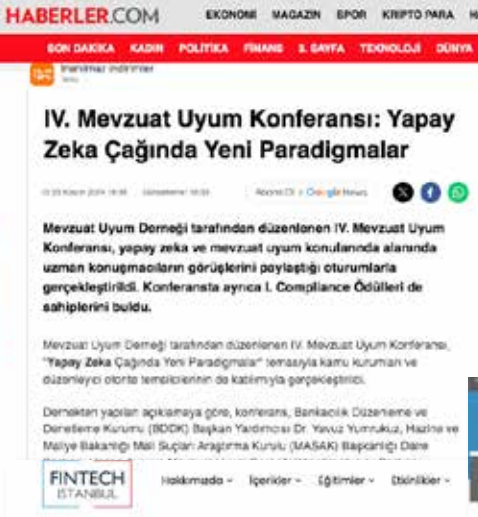 HABERLER.COM EKONOMİ MAGAZİN SPOR KRİPTO PARA
SON DAKİKA KADIN POLİTİKA FİNANS 3. SAYFA TEKNOLOJİ DÜNYA
IV. Mevzuat Uyum Konferansı: Yapay
Zeka Çağında Yeni Paradigmalar
Abone Ol Google News
Mevzuat Uyum Derneği tarafından düzenlenen IV. Mevzuat Uyum
Konferansı, yapay zeka ve mevzuat uyum konularında alanında
uzman konuşmacıların görüşlerini paylaştığı oturumlarla
gerçekleştirildi. Konferansta ayrıca I. Compliance Ödülleri de
sahiplerini buldu.
Mevzuat Uyum Derneği tarafından düzenlenen IV. Mevzuat Uyum Konferansı,
"Yapay Zeka Çağında Yeni Paradigmalar" temasıyla kamu kurumları ve
düzenleyici otorite temsilcilerinin de katılımıyla gerçekleştirildi.
Dernekten yapılan açıklamaya göre, konferans, Bankacılık Düzenleme ve
Denetleme Kurumu (BDDK) Başkan Yardımcısı Dr. Yavuz Yumrukuz, Hazine ve
Maliye Bakanlığı Mali Suçları Araştırma Kurulu (MASAK) Başkanlığı Daire
FINTECH
İSTANBUL
Hakkımızda İçerikler Eğitimler Etkinlikler